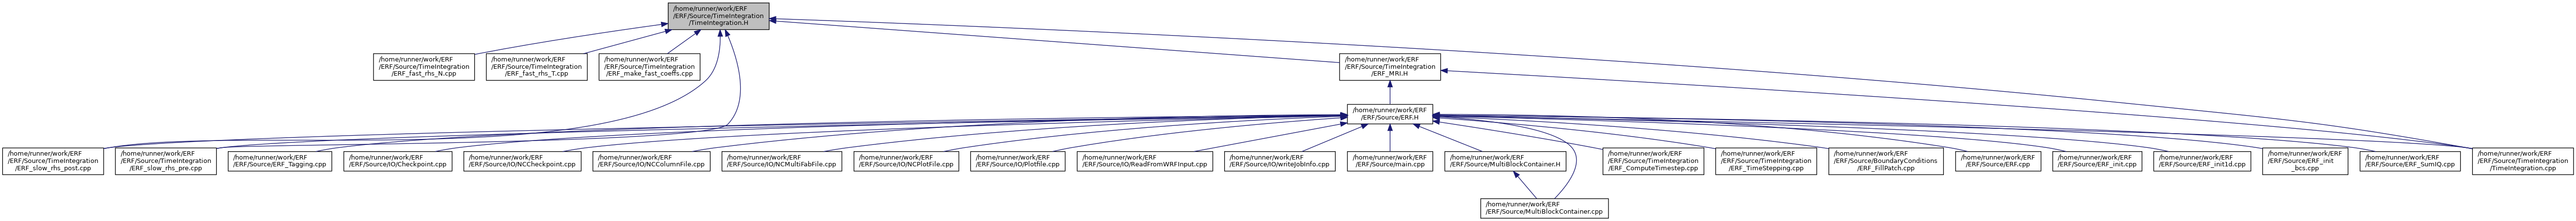 /home/runner/work/ERF
/ERF/Source/TimeIntegration
/TimeIntegration.H
/home/runner/work/ERF
/ERF/Source/TimeIntegration
/ERF_fast_rhs_N.cpp
/home/runner/work/ERF
/ERF/Source/TimeIntegration
/ERF_fast_rhs_T.cpp
/home/runner/work/ERF
/ERF/Source/TimeIntegration
/ERF_make_fast_coeffs.cpp
/home/runner/work/ERF
/ERF/Source/TimeIntegration
/ERF_MRI.H
/home/runner/work/ERF
/ERF/Source/ERF.H
/home/runner/work/ERF
/ERF/Source/TimeIntegration
/ERF_slow_rhs_post.cpp
/home/runner/work/ERF
/ERF/Source/TimeIntegration
/ERF_slow_rhs_pre.cpp
/home/runner/work/ERF
/ERF/Source/ERF_Tagging.cpp
/home/runner/work/ERF
/ERF/Source/IO/Checkpoint.cpp
/home/runner/work/ERF
/ERF/Source/IO/NCCheckpoint.cpp
/home/runner/work/ERF
/ERF/Source/IO/NCColumnFile.cpp
/home/runner/work/ERF
/ERF/Source/IO/NCMultiFabFile.cpp
/home/runner/work/ERF
/ERF/Source/IO/NCPlotFile.cpp
/home/runner/work/ERF
/ERF/Source/IO/Plotfile.cpp
/home/runner/work/ERF
/ERF/Source/IO/ReadFromWRFInput.cpp
/home/runner/work/ERF
/ERF/Source/IO/writeJobInfo.cpp
/home/runner/work/ERF
/ERF/Source/main.cpp
/home/runner/work/ERF
/ERF/Source/MultiBlockContainer.H
/home/runner/work/ERF
/ERF/Source/TimeIntegration
/ERF_ComputeTimestep.cpp
/home/runner/work/ERF
/ERF/Source/TimeIntegration
/ERF_TimeStepping.cpp
/home/runner/work/ERF
/ERF/Source/BoundaryConditions
/ERF_FillPatch.cpp
/home/runner/work/ERF
/ERF/Source/ERF.cpp
/home/runner/work/ERF
/ERF/Source/ERF_init.cpp
/home/runner/work/ERF
/ERF/Source/ERF_init1d.cpp
/home/runner/work/ERF
/ERF/Source/ERF_init
_bcs.cpp
/home/runner/work/ERF
/ERF/Source/ERF_SumIQ.cpp
/home/runner/work/ERF
/ERF/Source/TimeIntegration
/TimeIntegration.cpp
/home/runner/work/ERF
/ERF/Source/MultiBlockContainer.cpp